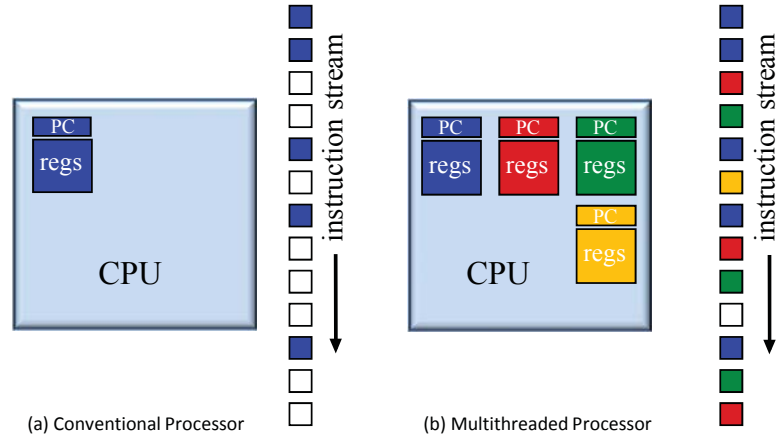 PC
regs
CPU
instruction stream
(a) Conventional Processor
PC
regs
PC
regs
PC
regs
PC
regs
CPU
instruction stream
(b) Multithreaded Processor